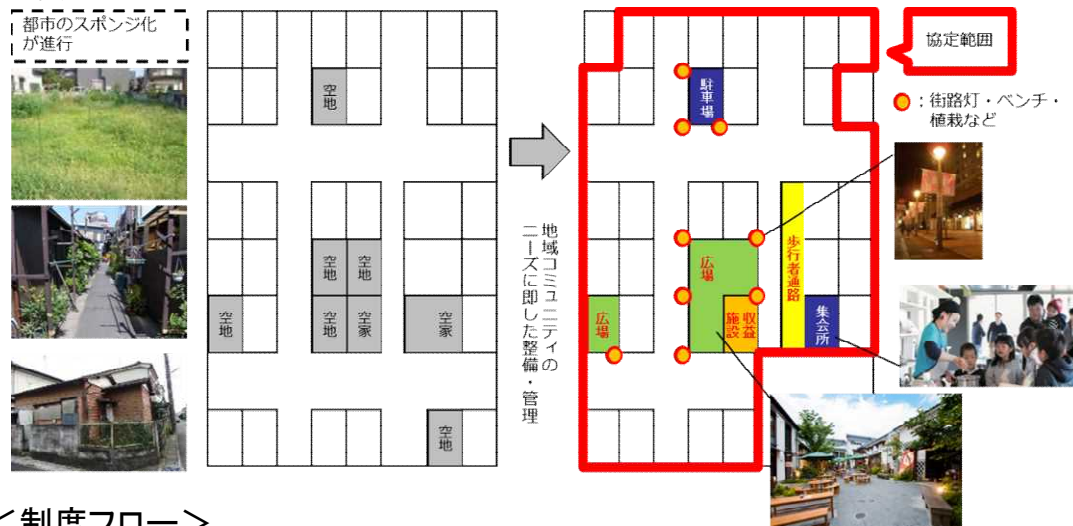 都市のスポンジ化
が進行
空地
空地
空地
空地
空家
空地
空家
空地
地域コミュニティの
ニーズに即した整備・管理
協定範囲
：街路灯・ベンチ・
植栽など
駐車場
広場
歩行者通路
広場
収益
施設
集会所
＜制度フロー＞